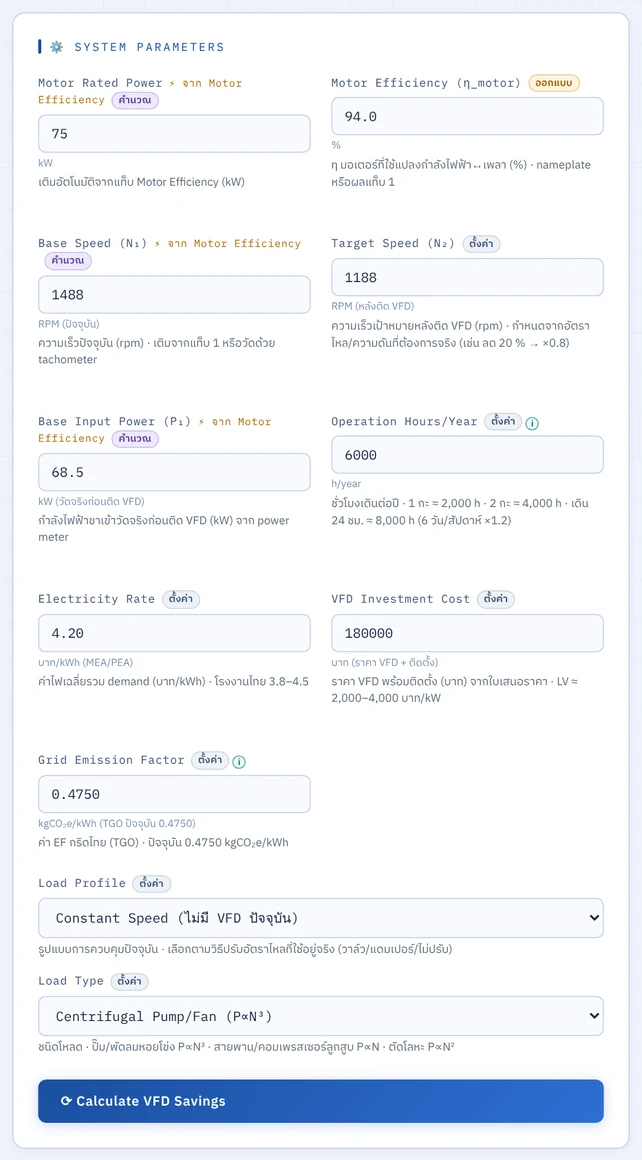 ⚙️ SYSTEM PARAMETERS
Motor Rated Power ⚡ จาก Motor
Efficiency คำนวณ
75
kW
เติมอัตโนมัติจากแท็บ Motor Efficiency (kW)
Motor Efficiency (η_motor) ออกแบบ
94.0
%
η มอเตอร์ที่ใช้แปลงกำลังไฟฟ้า↔เพลา (%) · nameplate
หรือผลแท็บ 1
Base Speed (N₁) ⚡ จาก Motor Efficiency
คำนวณ
1488
RPM (ปัจจุบัน)
ความเร็วปัจจุบัน (rpm) · เติมจากแท็บ 1 หรือวัดด้วย
tachometer
Target Speed (N₂) ตั้งค่า
1188
RPM (หลังติด VFD)
ความเร็วเป้าหมายหลังติด VFD (rpm) · กำหนดจากอัตรา
ไหล/ความดันที่ต้องการจริง (เช่น ลด 20 % → ×0.8)
Base Input Power (P₁) ⚡ จาก Motor
Efficiency คำนวณ
68.5
kW (วัดจริงก่อนติด VFD)
กำลังไฟฟ้าขาเข้าวัดจริงก่อนติด VFD (kW) จาก power
meter
Operation Hours/Year ตั้งค่า ⓘ
6000
h/year
ชั่วโมงเดินต่อปี · 1 กะ ≈ 2,000 h · 2 กะ ≈ 4,000 h · เดิน
24 ชม. ≈ 8,000 h (6 วัน/สัปดาห์ ×1.2)
Electricity Rate ตั้งค่า
4.20
บาท/kWh (MEA/PEA)
ค่าไฟเฉลี่ยรวม demand (บาท/kWh) · โรงงานไทย 3.8–4.5
VFD Investment Cost ตั้งค่า
180000
บาท (ราคา VFD + ติดตั้ง)
ราคา VFD พร้อมติดตั้ง (บาท) จากใบเสนอราคา · LV ≈
2,000–4,000 บาท/kW
Grid Emission Factor ตั้งค่า ⓘ
0.4750
kgCO₂e/kWh (TGO ปัจจุบัน 0.4750)
ค่า EF กริดไทย (TGO) · ปัจจุบัน 0.4750 kgCO₂e/kWh
Load Profile ตั้งค่า
Constant Speed (ไม่มี VFD ปัจจุบัน)
รูปแบบการควบคุมปัจจุบัน · เลือกตามวิธีปรับอัตราไหลที่ใช้อยู่จริง (วาล์ว/แดมเปอร์/ไม่ปรับ)
Load Type ตั้งค่า
Centrifugal Pump/Fan (P∝N³)
ชนิดโหลด · ปั๊ม/พัดลมหอยโข่ง P∝N³ · สายพาน/คอมเพรสเซอร์ลูกสูบ P∝N · ตัดโลหะ P∝N²
⟳ Calculate VFD Savings